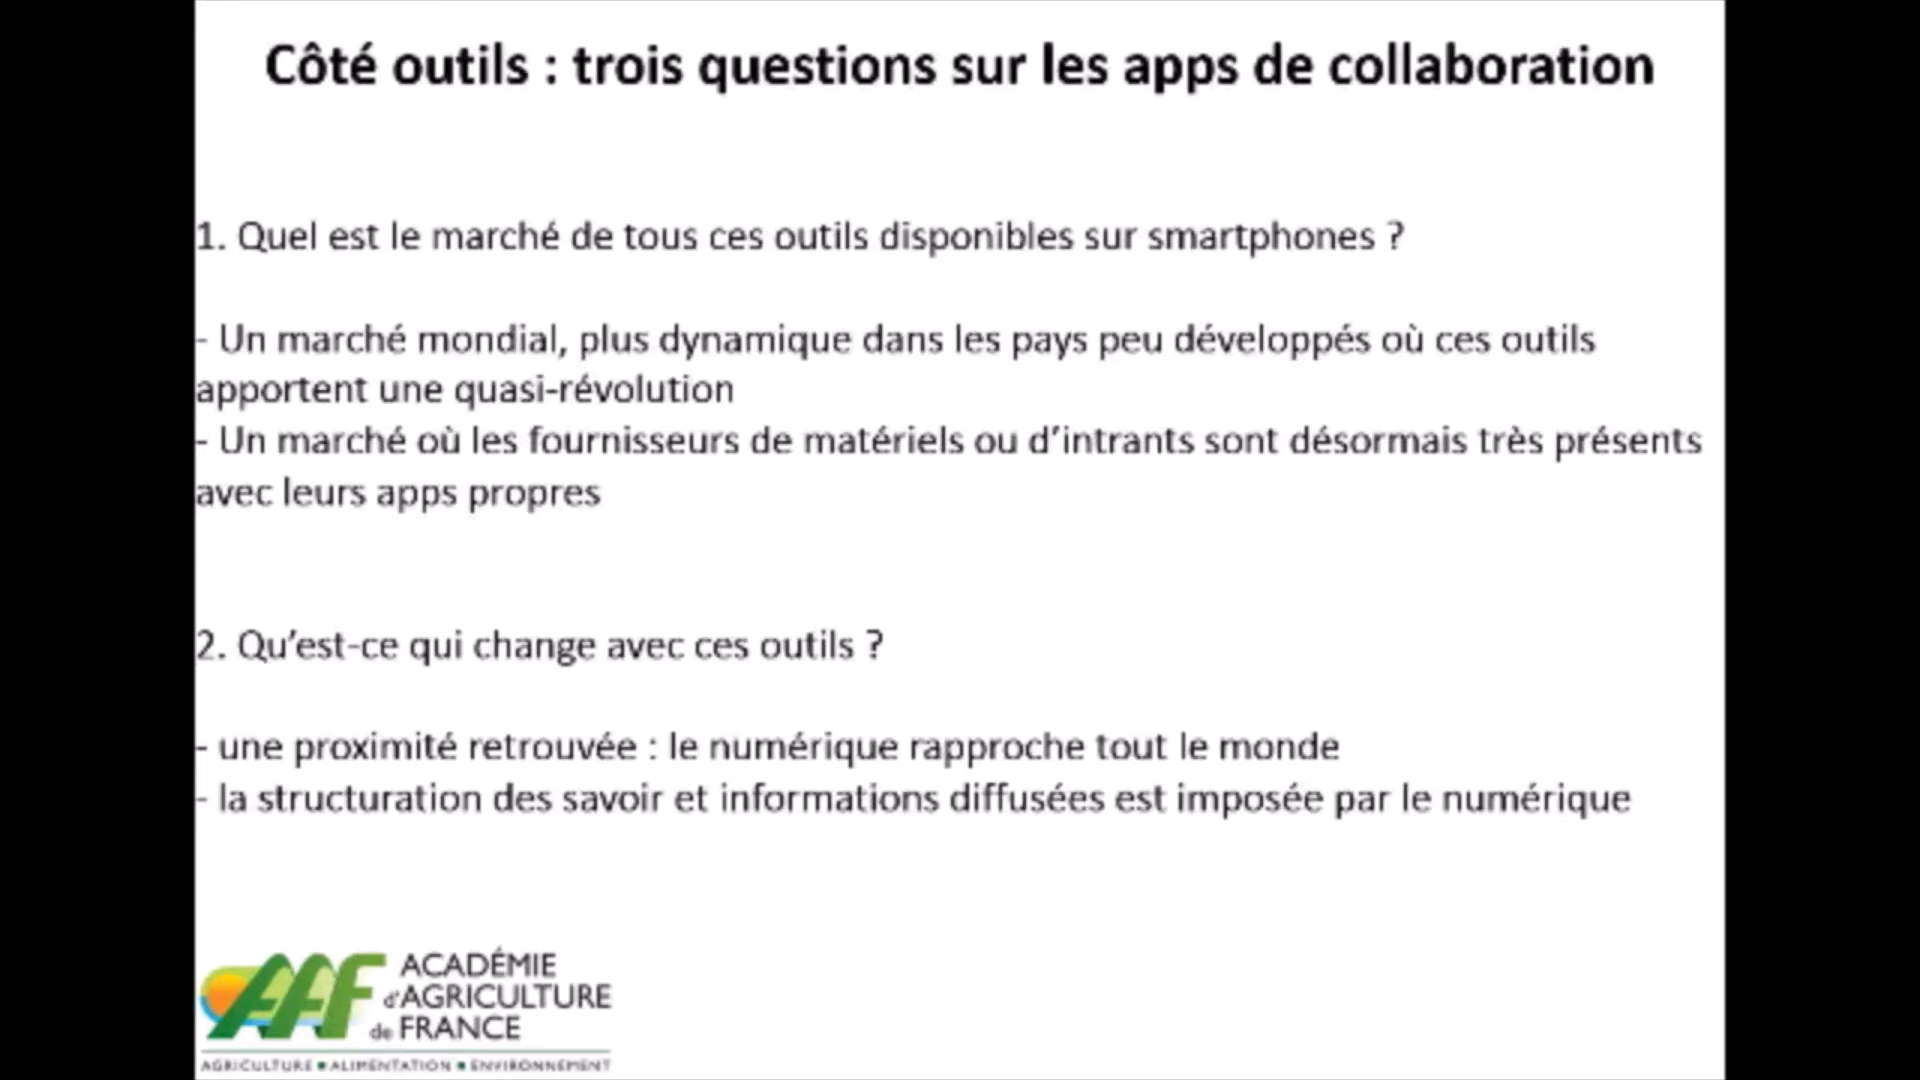 Côté outils : trois questions sur les apps de collaboration
1. Quel est le marché de tous ces outils disponibles sur smartphones ?
- Un marché mondial, plus dynamique dans les pays peu développés où ces outils
apportent une quasi-révolution
- Un marché où les fournisseurs de matériels ou d’intrants sont désormais très présents
avec leurs apps propres
2. Qu’est-ce qui change avec ces outils ?
- une proximité retrouvée : le numérique rapproche tout le monde
- la structuration des savoir et informations diffusées est imposée par le numérique
AAF
ACADÉMIE
d'AGRICULTURE
de FRANCE
AGRICULTURE • ALIMENTATION • ENVIRONNEMENT